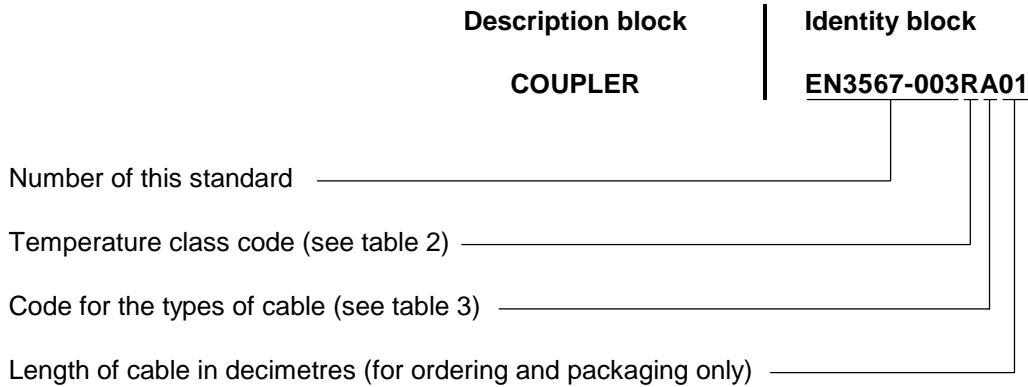 Description block Identity block
COUPLER EN3567-003RA01
Number of this standard
Temperature class code (see table 2)
Code for the types of cable (see table 3)
Length of cable in decimetres (for ordering and packaging only)